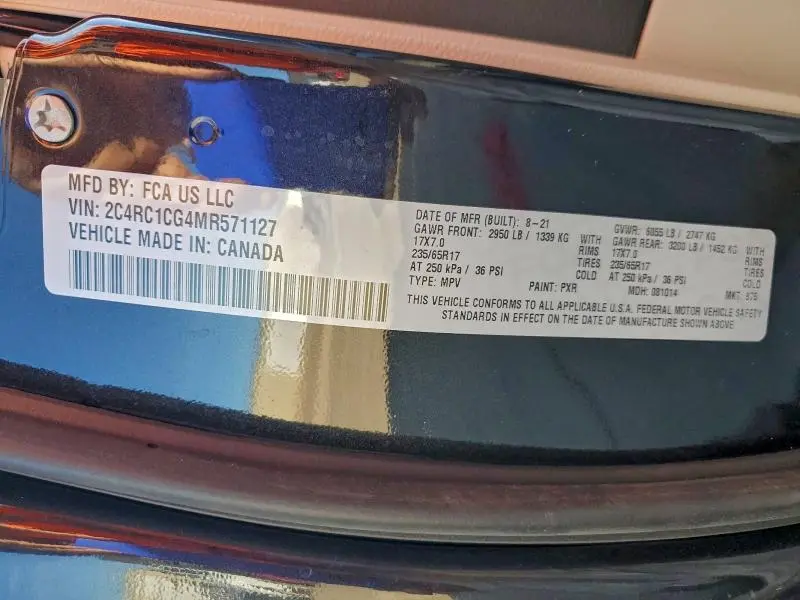 MFD BY: FCA US LLC
VIN: 2C4RC1CG4MR571127
VEHICLE MADE IN: CANADA
DATE OF MFR (BUILT): 8-21 GVWR: 6055 LB / 2747 KG
GAWR FRONT: 2950 LB / 1339 KG WITH GAWR REAR: 3200 LB / 1452 KG WITH
17X7.0 RIMS 17X7.0 RIMS
235/65R17 TIRES 235/65R17 TIRES
AT 250 kPa / 36 PSI COLD AT 250 kPa / 36 PSI COLD
TYPE: MPV PAINT: PXR MDH: 081014 MKT:
THIS VEHICLE CONFORMS TO ALL APPLICABLE U.S.A. FEDERAL MOTOR VEHICLE SAFETY
STANDARDS IN EFFECT ON THE DATE OF MANUFACTURE SHOWN ABOVE